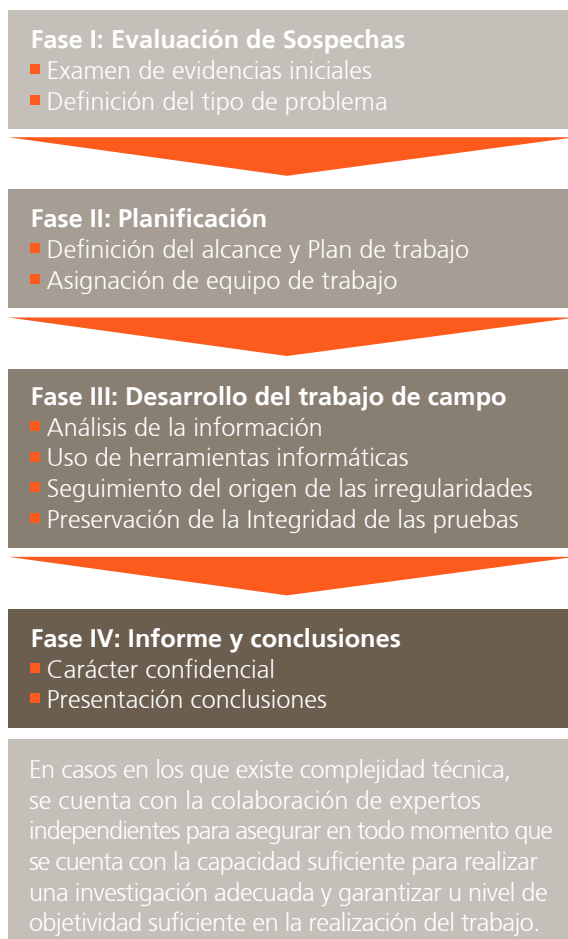 Fase I: Evaluación de Sospechas
Examen de evidencias iniciales
Definición del tipo de problema
Fase II: Planificación
Definición del alcance y Plan de trabajo
Asignación de equipo de trabajo
Fase III: Desarrollo del trabajo de campo
Análisis de la información
Uso de herramientas informáticas
Seguimiento del origen de las irregularidades
Preservación de la Integridad de las pruebas
Fase IV: Informe y conclusiones
Carácter confidencial
Presentación conclusiones
En casos en los que existe complejidad técnica,
se cuenta con la colaboración de expertos
independientes para asegurar en todo momento que
se cuenta con la capacidad suficiente para realizar
una investigación adecuada y garantizar u nivel de
objetividad suficiente en la realización del trabajo.